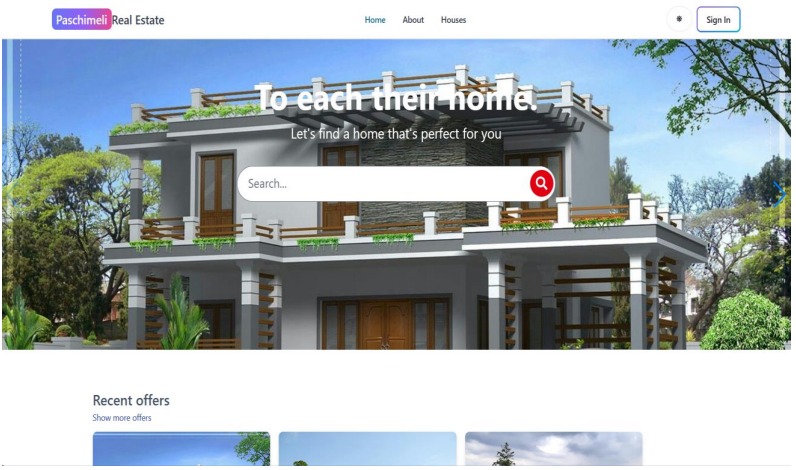 Paschimeli Real Estate
Home About Houses
Sign In
To each their home.
Let's find a home that's perfect for you
Search...
Recent offers
Show more offers